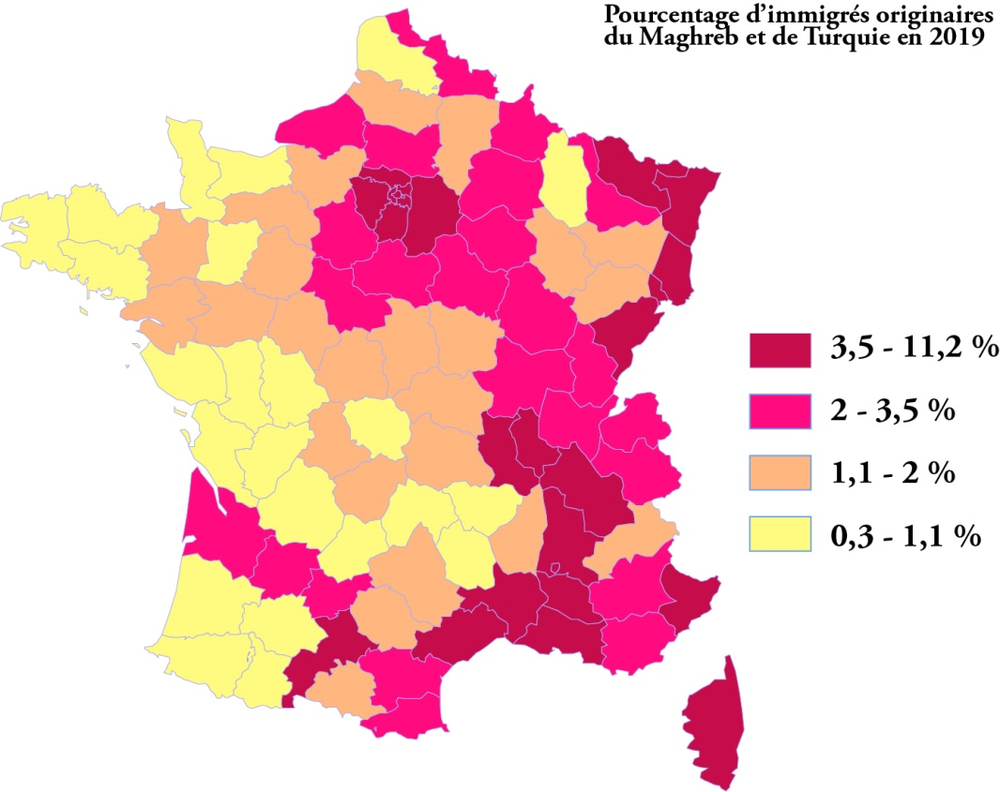 Pourcentage d’immigrés originaires
du Maghreb et de Turquie en 2019
3,5 - 11,2 %
2 - 3,5 %
1,1 - 2 %
0,3 - 1,1 %